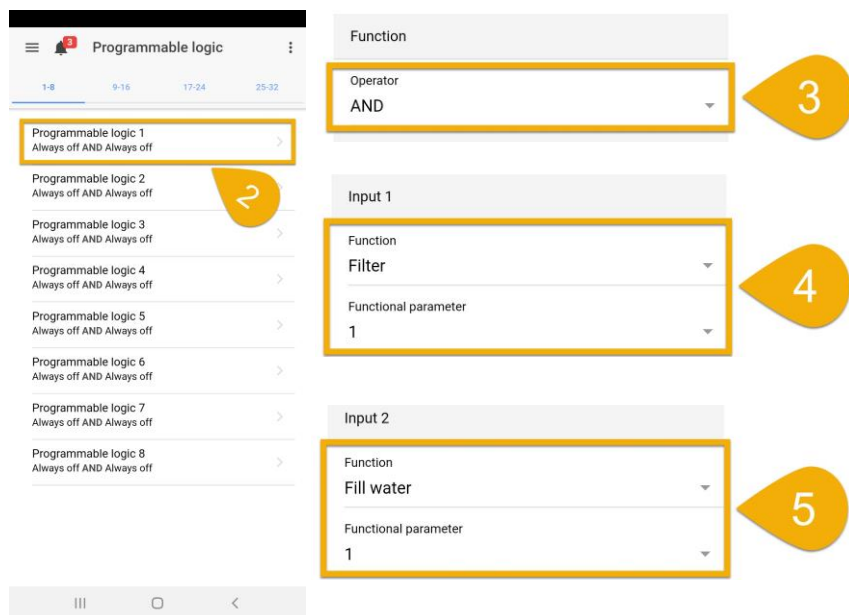 3
Programmable logic
1-8 9-16 17-24 25-32
Programmable logic 1
Always off AND Always off
2
Programmable logic 2
Always off AND Always off
Programmable logic 3
Always off AND Always off
Programmable logic 4
Always off AND Always off
Programmable logic 5
Always off AND Always off
Programmable logic 6
Always off AND Always off
Programmable logic 7
Always off AND Always off
Programmable logic 8
Always off AND Always off
Function
Operator
AND
3
Input 1
Function
Filter
Functional parameter
1
4
Input 2
Function
Fill water
Functional parameter
1
5